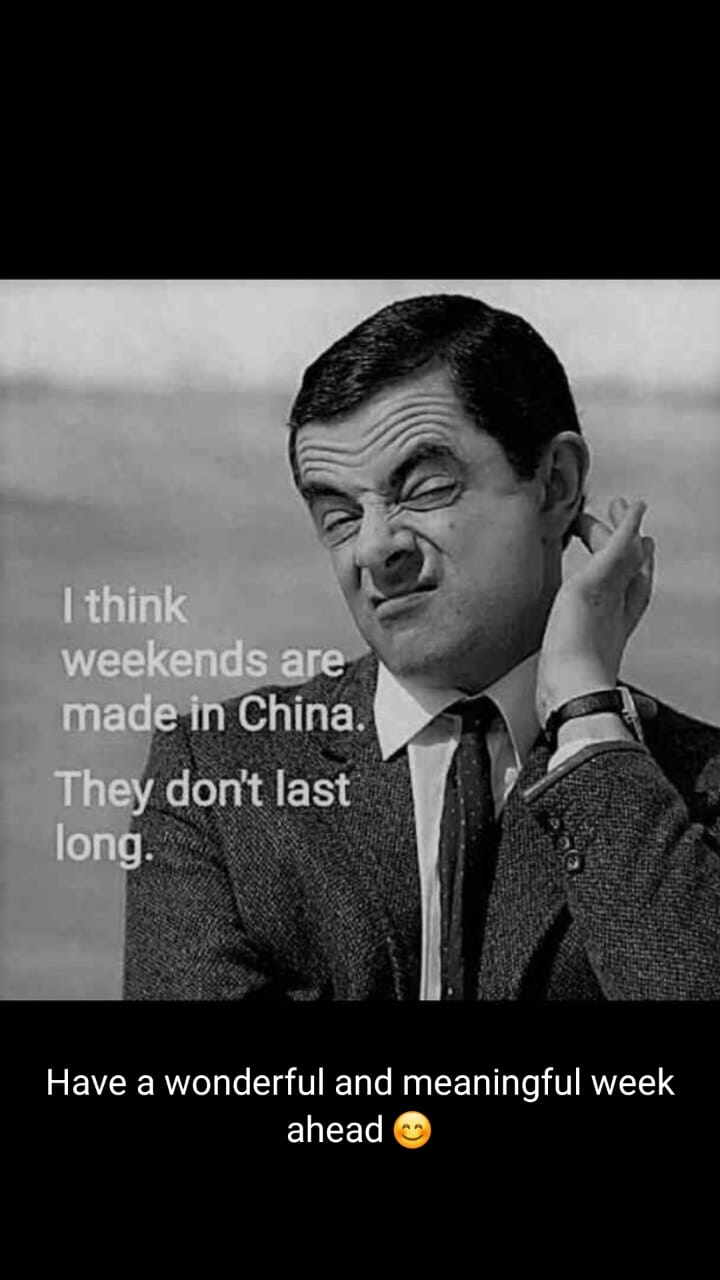 I think
weekends are
made in China.
They don't last
long.
Have a wonderful and meaningful week
ahead 😊